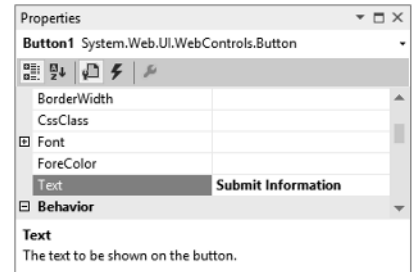 Properties
Button1 System.Web.UI.WebControls.Button
BorderWidth
CssClass
Font
ForeColor
Text Submit Information
Behavior
Text
The text to be shown on the button.